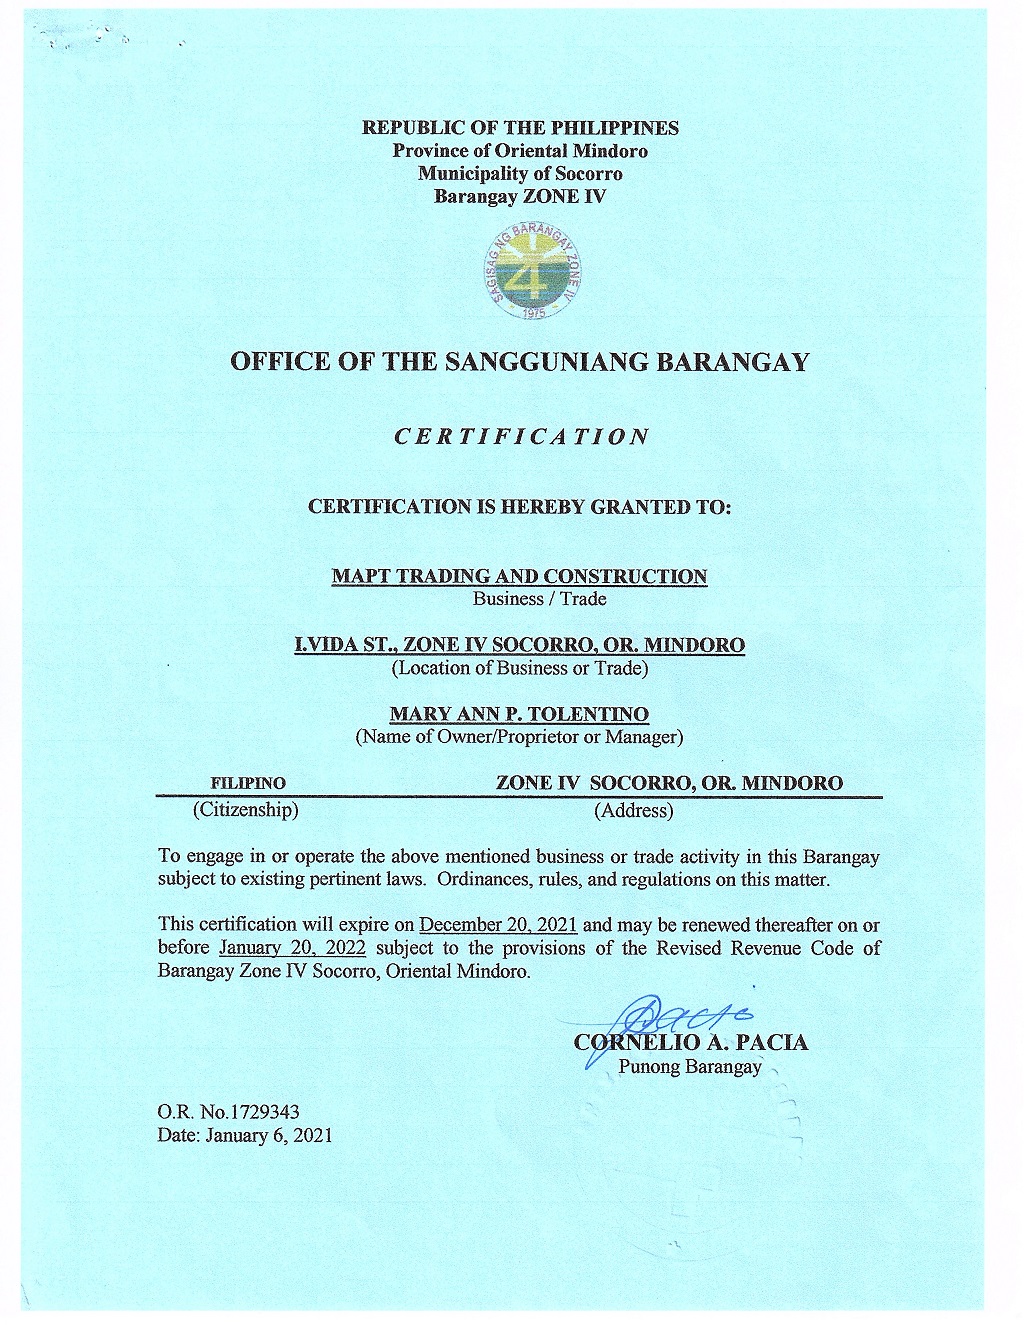 REPUBLIC OF THE PHILIPPINES
Province of Oriental Mindoro
Municipality of Socorro
Barangay ZONE IV
SAGISAG NG BARANGAY ZONE IV
4
1975
OFFICE OF THE SANGGUNIANG BARANGAY
CERTIFICATION
CERTIFICATION IS HEREBY GRANTED TO:
MAPT TRADING AND CONSTRUCTION
Business / Trade
I.VIDA ST., ZONE IV SOCORRO, OR. MINDORO
(Location of Business or Trade)
MARY ANN P. TOLENTINO
(Name of Owner/Proprietor or Manager)
FILIPINO ZONE IV SOCORRO, OR. MINDORO
(Citizenship) (Address)
To engage in or operate the above mentioned business or trade activity in this Barangay
subject to existing pertinent laws. Ordinances, rules, and regulations on this matter.
This certification will expire on December 20, 2021 and may be renewed thereafter on or
before January 20, 2022 subject to the provisions of the Revised Revenue Code of
Barangay Zone IV Socorro, Oriental Mindoro.
CORNELIO A. PACIA
Punong Barangay
O.R. No.1729343
Date: January 6, 2021